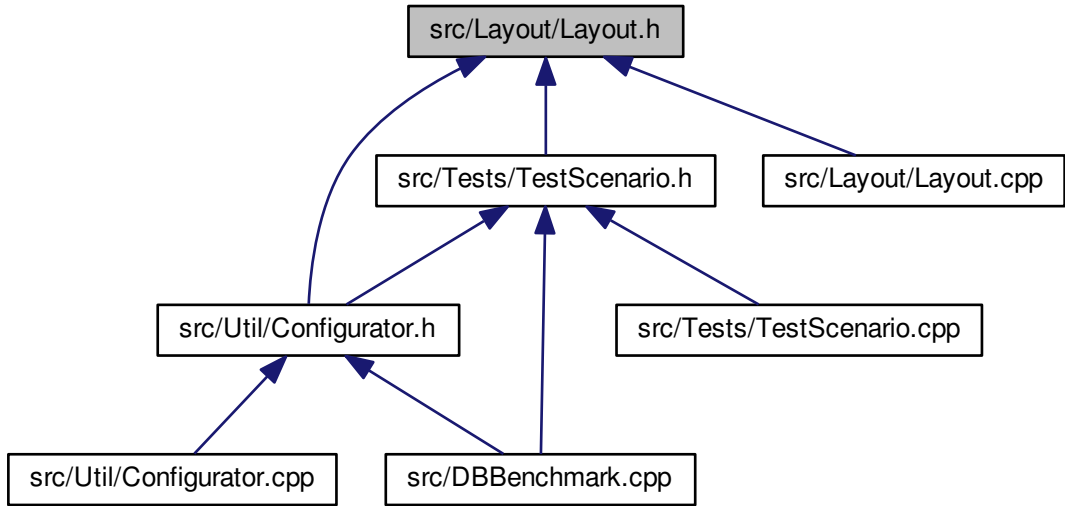 src/Layout/Layout.h
src/Tests/TestScenario.h
src/Layout/Layout.cpp
src/Util/Configurator.h
src/Tests/TestScenario.cpp
src/Util/Configurator.cpp
src/DBBenchmark.cpp